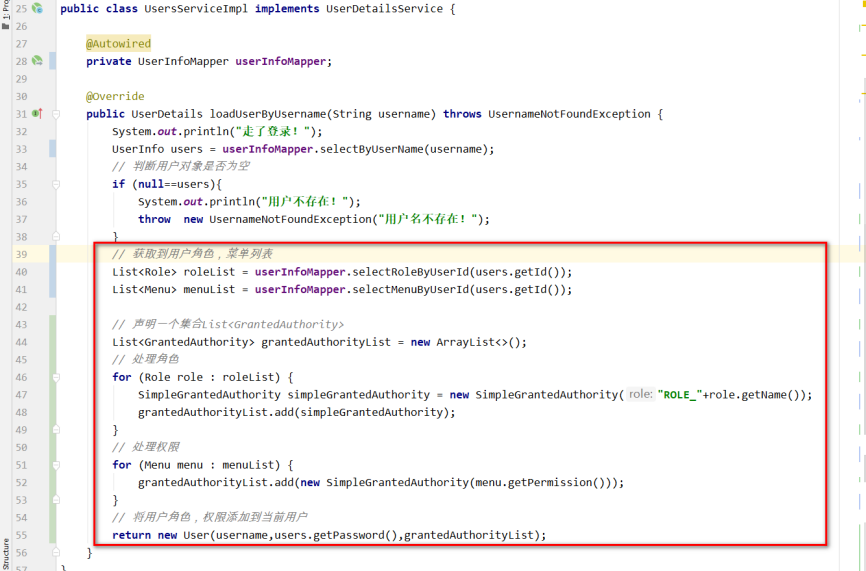 1: Pro
25 public class UsersServiceImpl implements UserDetailsService {
26
27 @Autowired
28 private UserInfoMapper userInfoMapper;
29
30 @Override
31 public UserDetails loadUserByUsername(String username) throws UsernameNotFoundException {
32 System.out.println("走了登录！");
33 UserInfo users = userInfoMapper.selectByUserName(username);
34 // 判断用户对象是否为空
35 if (null==users){
36 System.out.println("用户不存在！");
37 throw  new UsernameNotFoundException("用户名不存在！");
38 }
39 // 获取到用户角色，菜单列表
40 List<Role> roleList = userInfoMapper.selectRoleByUserId(users.getId());
41 List<Menu> menuList = userInfoMapper.selectMenuByUserId(users.getId());
42
43 // 声明一个集合List<GrantedAuthority>
44 List<GrantedAuthority> grantedAuthorityList = new ArrayList<>();
45 // 处理角色
46 for (Role role : roleList) {
47 SimpleGrantedAuthority simpleGrantedAuthority = new SimpleGrantedAuthority( role: "ROLE_"+role.getName());
48 grantedAuthorityList.add(simpleGrantedAuthority);
49 }
50 // 处理权限
51 for (Menu menu : menuList) {
52 grantedAuthorityList.add(new SimpleGrantedAuthority(menu.getPermission()));
53 }
54 // 将用户角色，权限添加到当前用户
55 return new User(username,users.getPassword(),grantedAuthorityList);
56 }
57 }
Structure